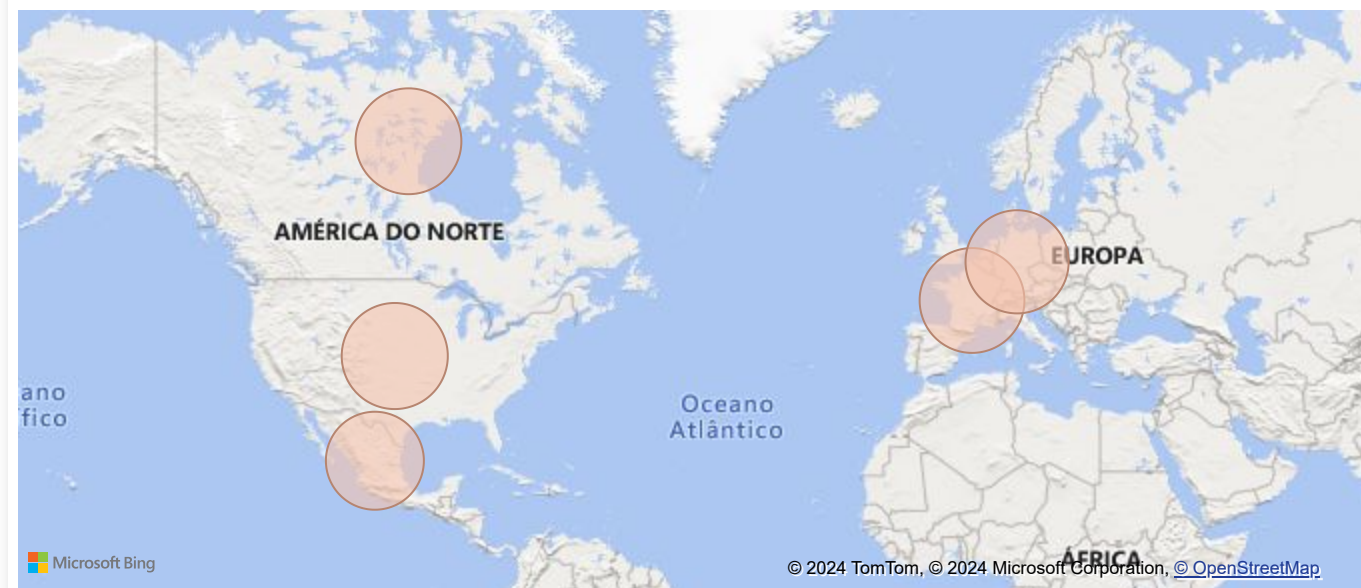 AMÉRICA DO NORTE
EUROPA
ano
fico
Oceano
Atlântico
ÁFRICA
Microsoft Bing
© 2024 TomTom, © 2024 Microsoft Corporation, © OpenStreetMap